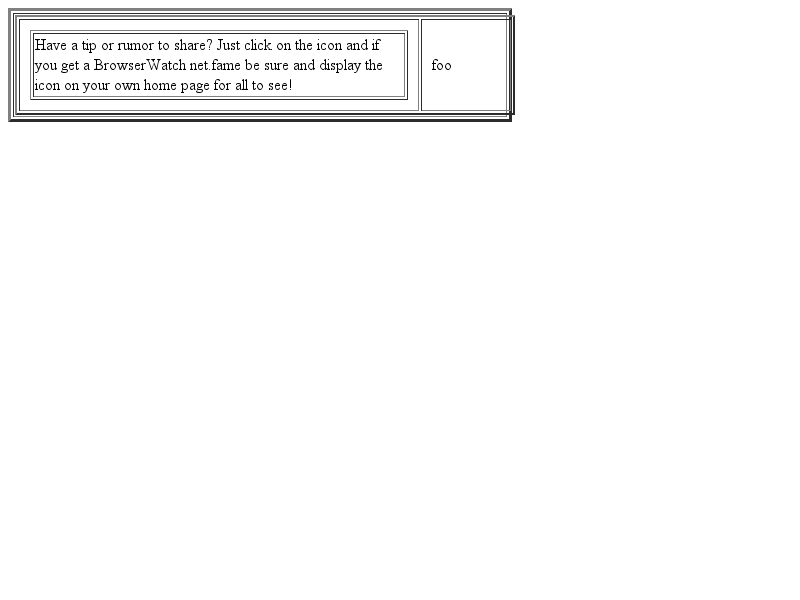 Have a tip or rumor to share? Just click on the icon and if
you get a BrowserWatch net.fame be sure and display the
icon on your own home page for all to see!
foo